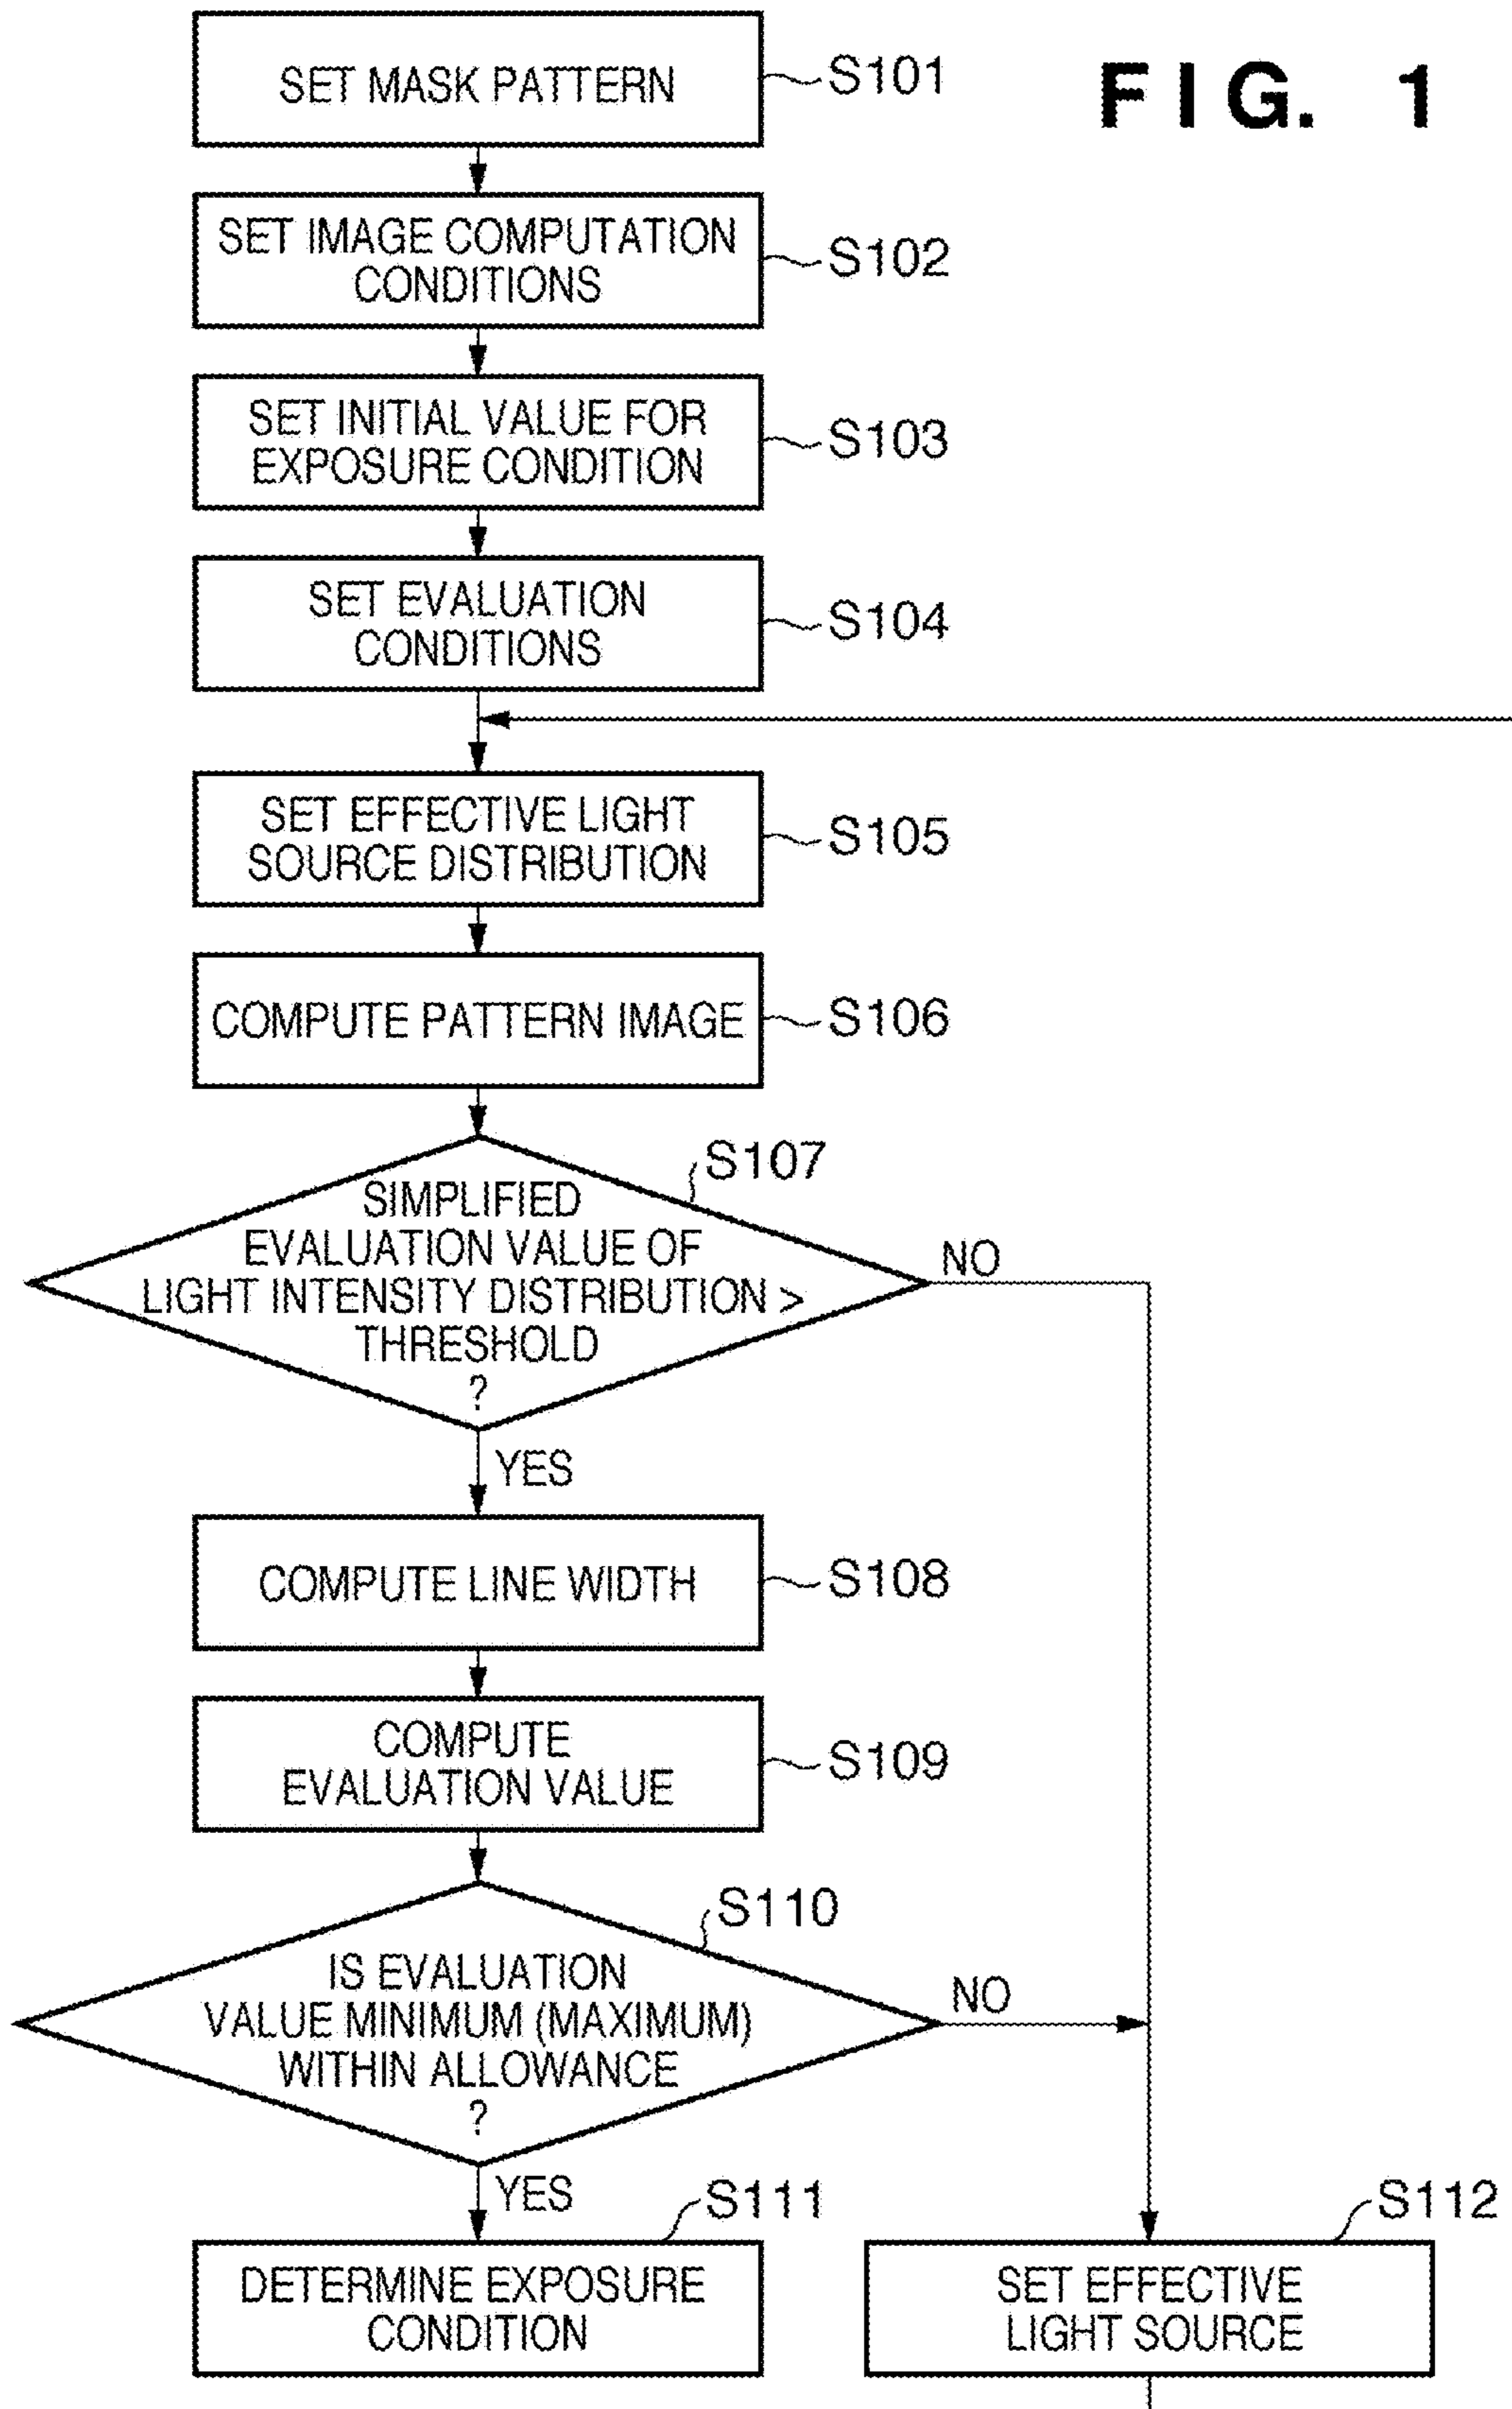 FIG. 1
SET MASK PATTERN
S101
SET IMAGE COMPUTATION
CONDITIONS
S102
SET INITIAL VALUE FOR
EXPOSURE CONDITION
S103
SET EVALUATION
CONDITIONS
S104
SET EFFECTIVE LIGHT
SOURCE DISTRIBUTION
S105
COMPUTE PATTERN IMAGE
S106
S107
SIMPLIFIED
EVALUATION VALUE OF
LIGHT INTENSITY DISTRIBUTION >
THRESHOLD
?
NO
YES
COMPUTE LINE WIDTH
S108
COMPUTE
EVALUATION VALUE
S109
S110
IS EVALUATION
VALUE MINIMUM (MAXIMUM)
WITHIN ALLOWANCE
?
NO
YES
S111
DETERMINE EXPOSURE
CONDITION
S112
SET EFFECTIVE
LIGHT SOURCE